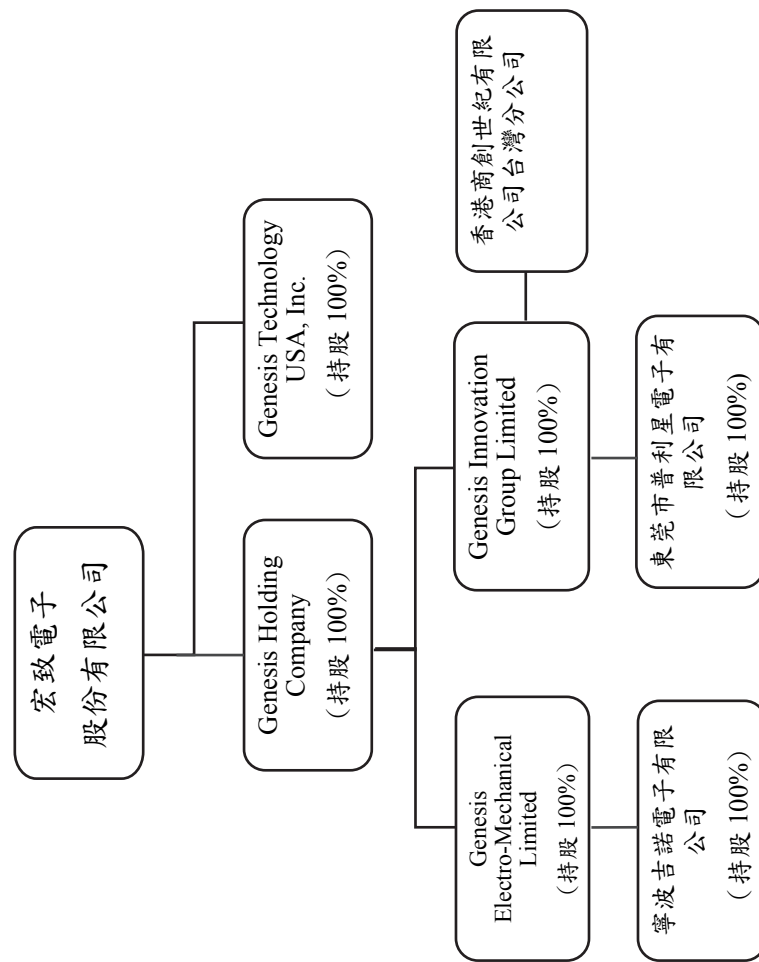 宏致電子
股份有限公司
Genesis Holding
Company
(持股 100%)
Genesis Technology
USA, Inc.
(持股 100%)
Genesis
Electro-Mechanical
Limited
(持股 100%)
Genesis Innovation
Group Limited
(持股 100%)
香港商創世紀有限
公司台灣分公司
寧波吉諾電子有限
公司
(持股 100%)
東莞市普利星電子有
限公司
(持股 100%)